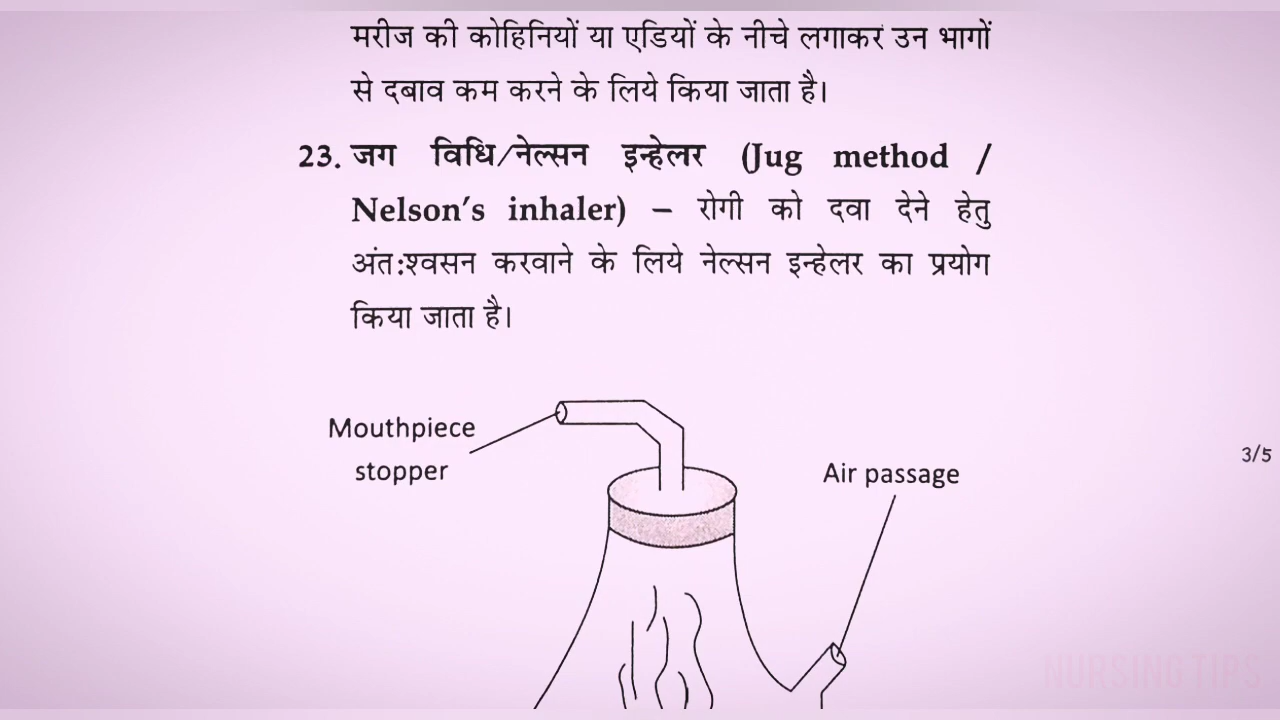 मरीज की कोहिनियों या एडियों के नीचे लगाकर उन भागों
से दबाव कम करने के लिये किया जाता है।
23. जग विधि/नेल्सन इन्हेलर (Jug method /
Nelson's inhaler) – रोगी को दवा देने हेतु
अंत:श्वसन करवाने के लिये नेल्सन इन्हेलर का प्रयोग
किया जाता है।
Mouthpiece
stopper
Air passage
3/5
NURSING TIPS